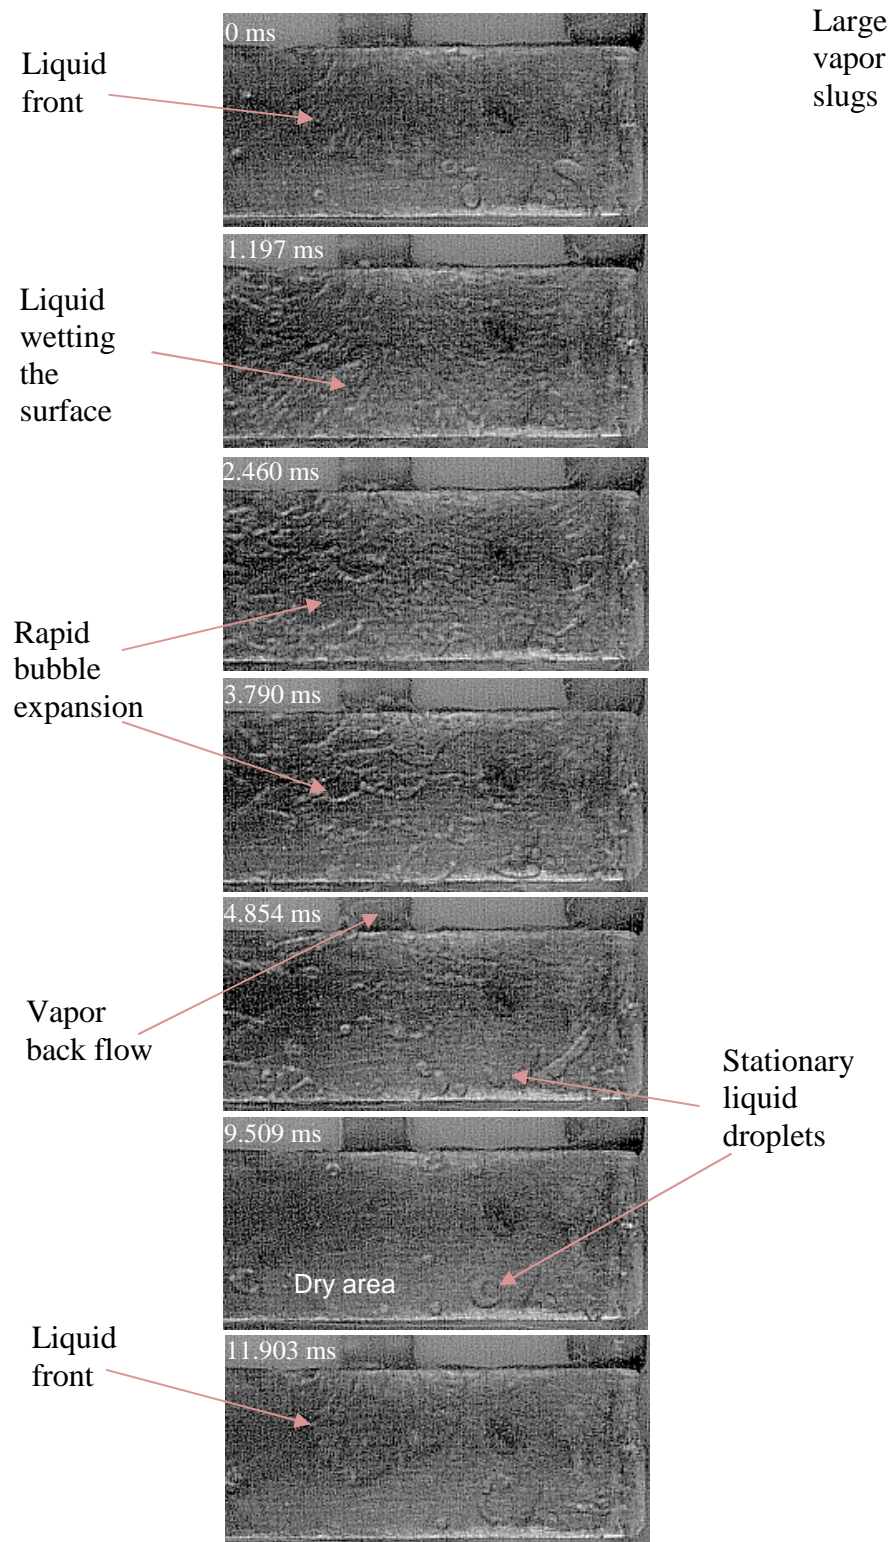 0 ms
Large
vapor
slugs
Liquid
front
1.197 ms
Liquid
wetting
the
surface
2.460 ms
Rapid
bubble
expansion
3.790 ms
4.854 ms
Vapor
back flow
Stationary
liquid
droplets
9.509 ms
Dry area
Liquid
front
11.903 ms